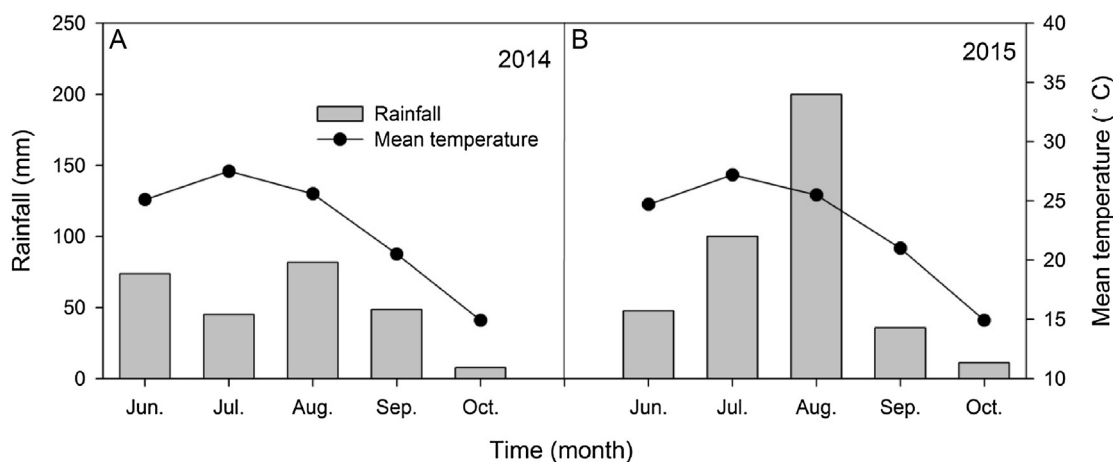 A
2014
B
2015
Rainfall
Mean temperature
Rainfall (mm)
250
200
150
100
50
0
Mean temperature (° C)
40
35
30
25
20
15
10
Jun. Jul. Aug. Sep. Oct.
Jun. Jul. Aug. Sep. Oct.
Time (month)